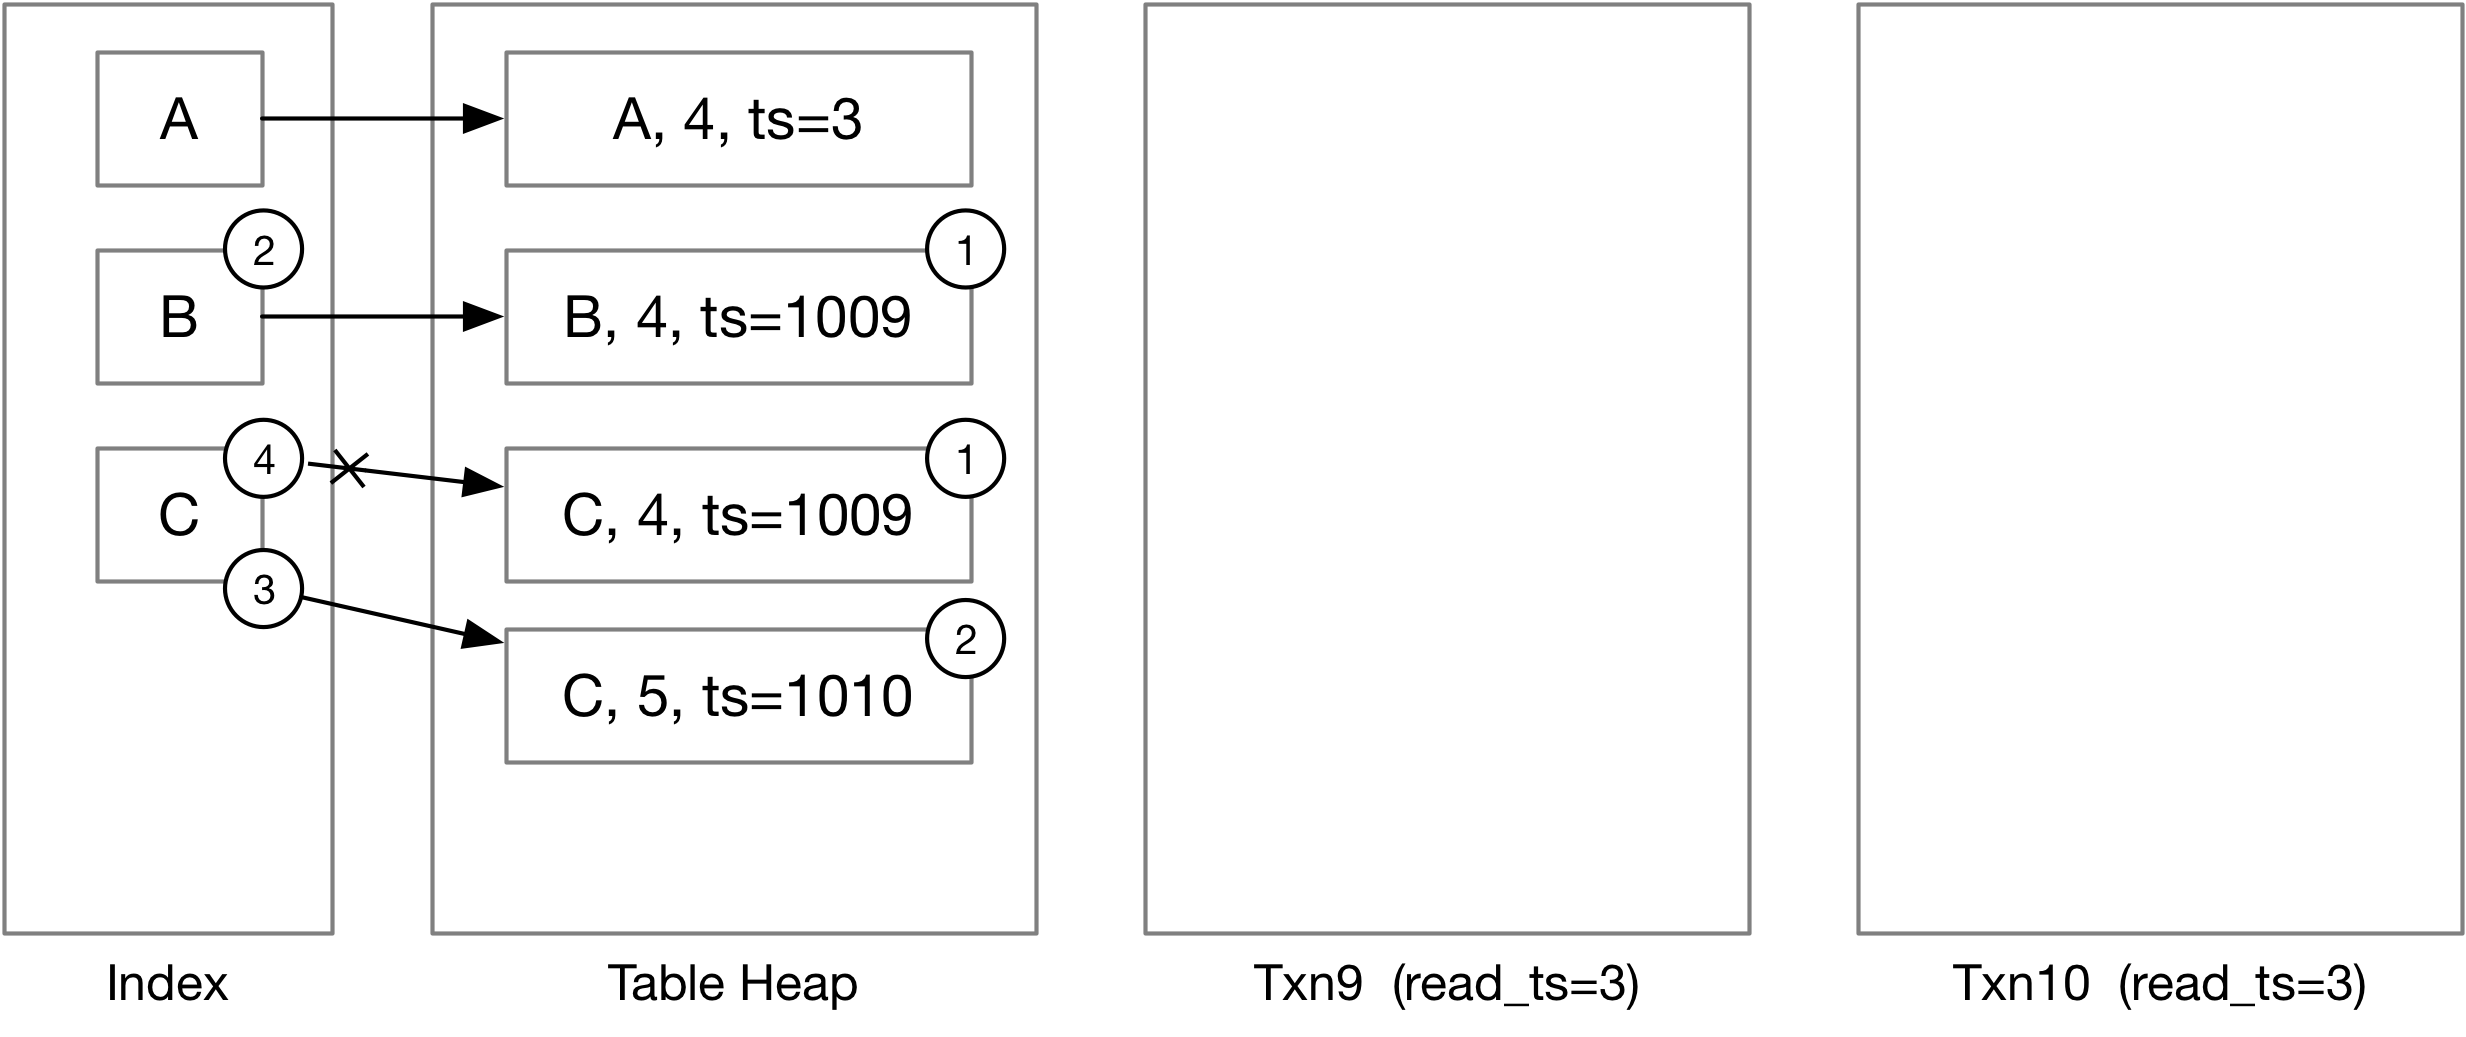 A
A, 4, ts=3
2
1
B
B, 4, ts=1009
4
1
C
C, 4, ts=1009
3
2
C, 5, ts=1010
Index
Table Heap
Txn9 (read_ts=3)
Txn10 (read_ts=3)